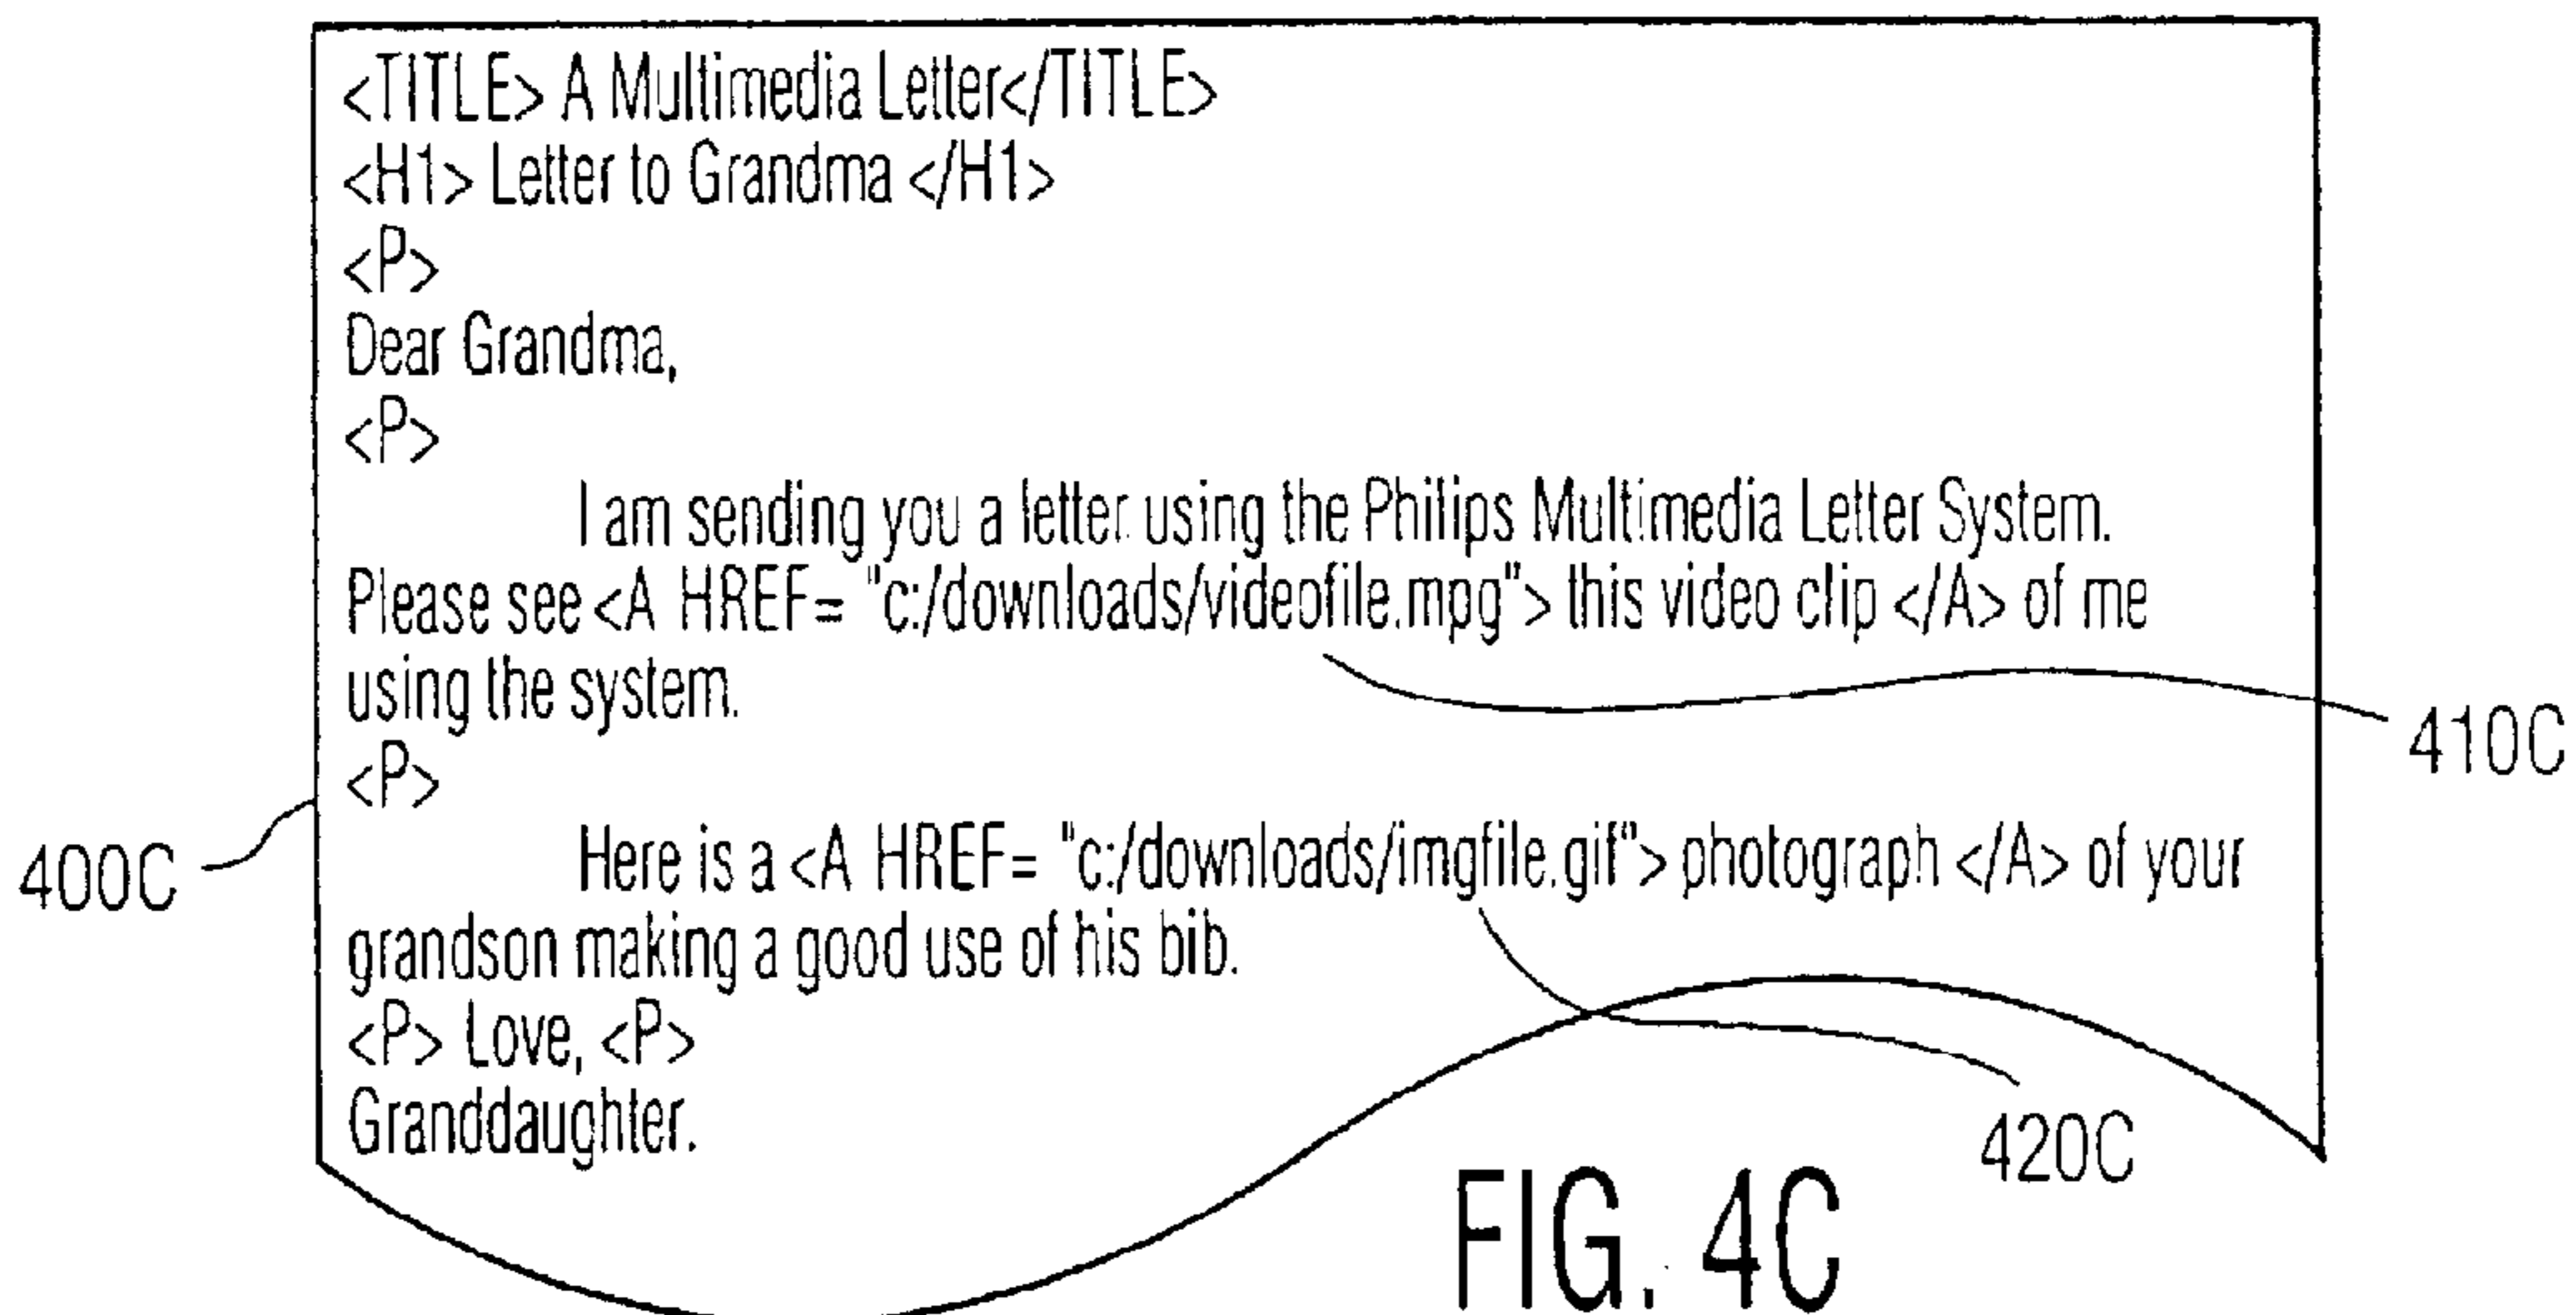 <TITLE> A Multimedia Letter</TITLE>
<H1> Letter to Grandma </H1>
<P>
Dear Grandma,
<P>
I am sending you a letter using the Philips Multimedia Letter System.
Please see <A HREF= "c:/downloads/videofile.mpg"> this video clip </A> of me
using the system.
410C
<P>
400C
Here is a <A HREF= "c:/downloads/imgfile.gif"> photograph </A> of your
grandson making a good use of his bib.
<P> Love, <P>
Granddaughter.
420C
FIG. 4C